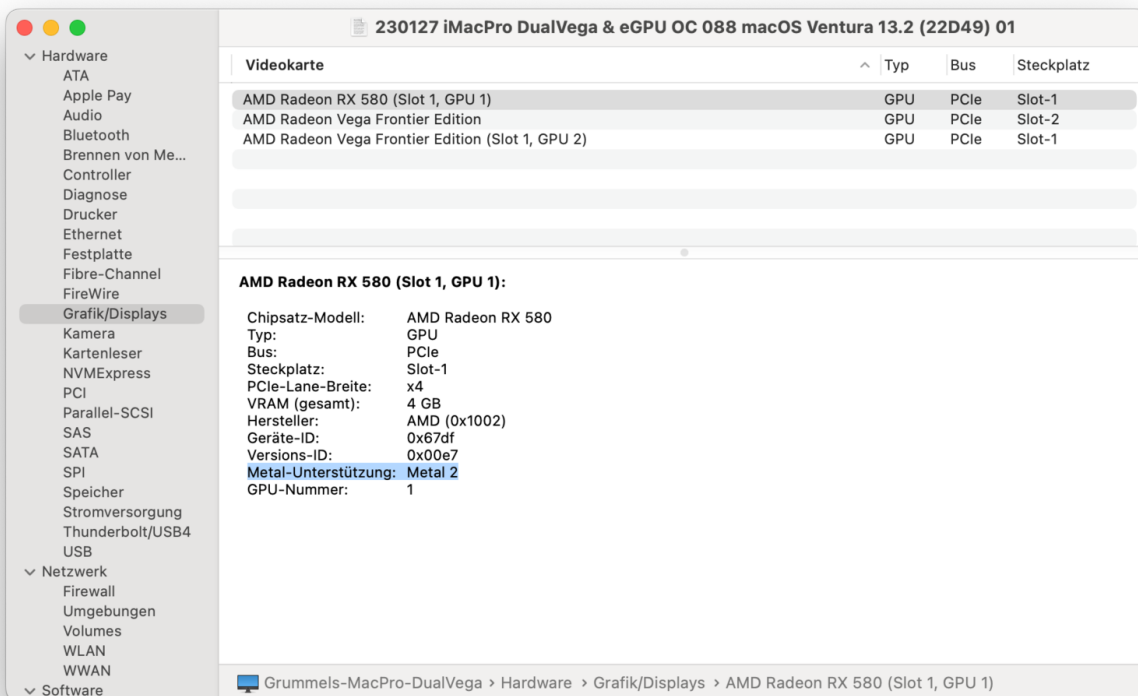 230127 iMacPro DualVega & eGPU OC 088 macOS Ventura 13.2 (22D49) 01
Hardware
ATA
Apple Pay
Audio
Bluetooth
Brennen von Me...
Controller
Diagnose
Drucker
Ethernet
Festplatte
Fibre-Channel
FireWire
Grafik/Displays
Kamera
Kartenleser
NVMExpress
PCI
Parallel-SCSI
SAS
SATA
SPI
Speicher
Stromversorgung
Thunderbolt/USB4
USB
Netzwerk
Firewall
Umgebungen
Volumes
WLAN
WWAN
Software
Videokarte Typ Bus Steckplatz
AMD Radeon RX 580 (Slot 1, GPU 1) GPU PCIe Slot-1
AMD Radeon Vega Frontier Edition GPU PCIe Slot-2
AMD Radeon Vega Frontier Edition (Slot 1, GPU 2) GPU PCIe Slot-1
AMD Radeon RX 580 (Slot 1, GPU 1):
Chipsatz-Modell: AMD Radeon RX 580
Typ: GPU
Bus: PCIe
Steckplatz: Slot-1
PCIe-Lane-Breite: x4
VRAM (gesamt): 4 GB
Hersteller: AMD (0x1002)
Geräte-ID: 0x67df
Versions-ID: 0x00e7
Metal-Unterstützung: Metal 2
GPU-Nummer: 1
Grummels-MacPro-DualVega › Hardware › Grafik/Displays › AMD Radeon RX 580 (Slot 1, GPU 1)